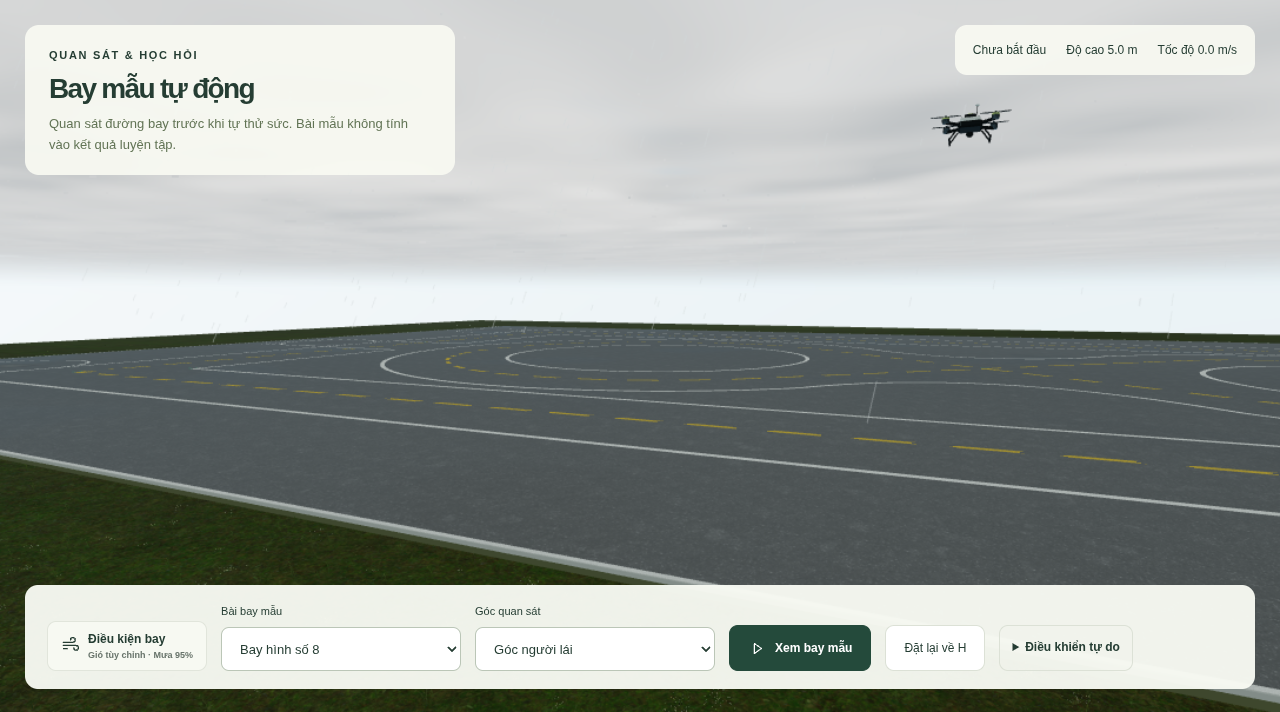 QUAN SÁT & HỌC HỎI
Bay mẫu tự động
Quan sát đường bay trước khi tự thử sức. Bài mẫu không tính
vào kết quả luyện tập.
Chưa bắt đầu Độ cao 5.0 m Tốc độ 0.0 m/s
Điều kiện bay
Gió tùy chỉnh · Mưa 95%
Bài bay mẫu
Bay hình số 8
Góc quan sát
Góc người lái
Xem bay mẫu
Đặt lại về H
Điều khiển tự do